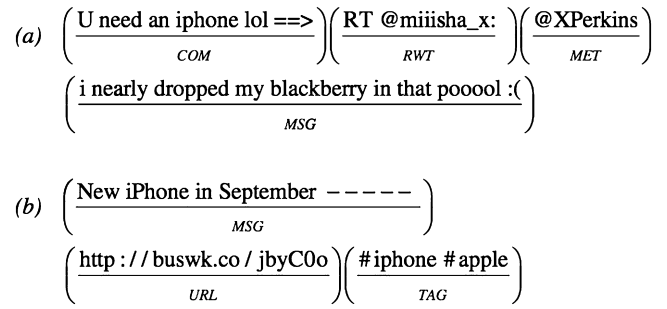 (a) (U need an iphone lol ==>)(RT @miiisha_x:)(@XPerkins)
COM RWT MET
(i nearly dropped my blackberry in that pooool :()
MSG
(b) (New iPhone in September -----)
MSG
(http://buswk.co/jbyC0o)(#iphone #apple)
URL TAG